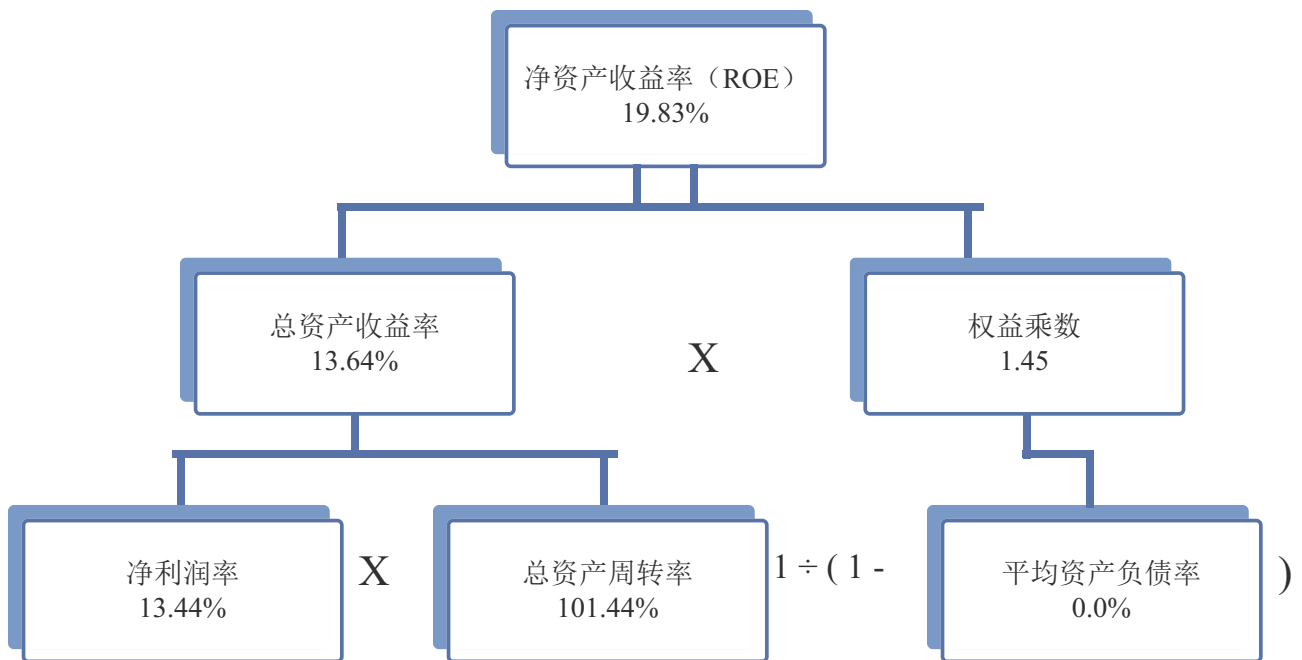 净资产收益率（ROE）
19.83%
总资产收益率
13.64%
X
权益乘数
1.45
净利润率
13.44%
X
总资产周转率
101.44%
1 ÷ ( 1 -
平均资产负债率
0.0%
)